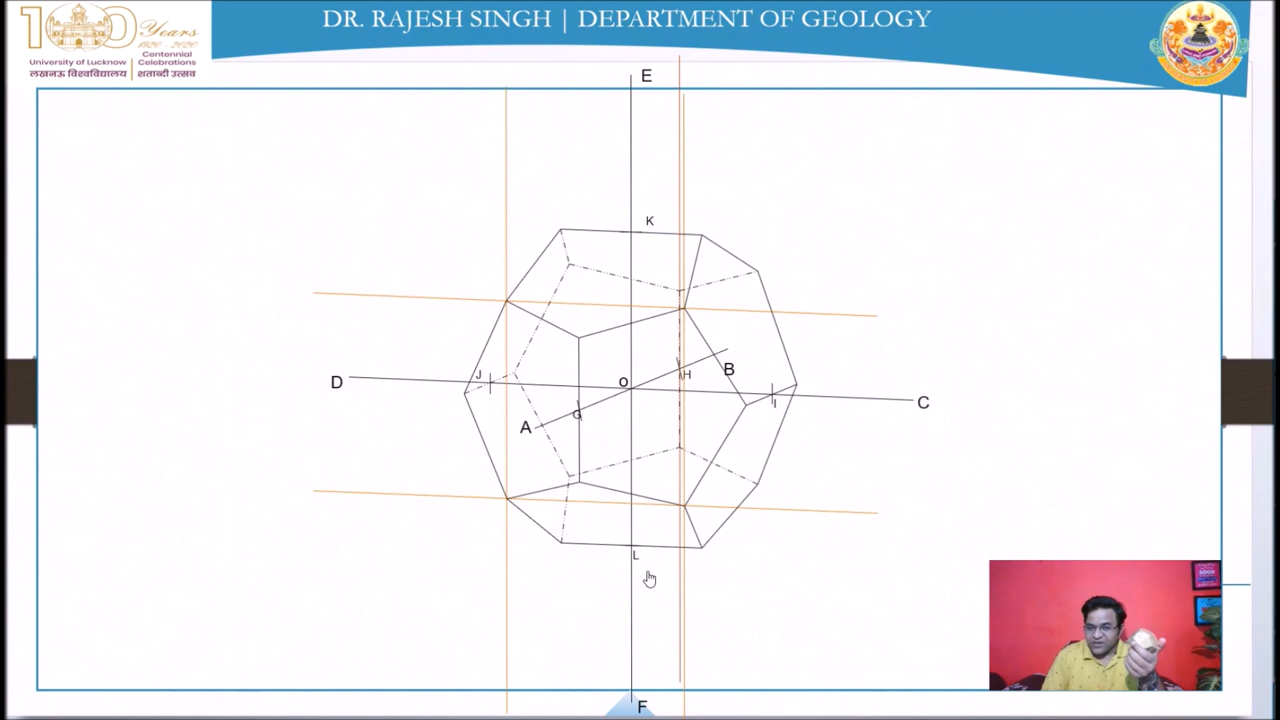 DR. RAJESH SINGH | DEPARTMENT OF GEOLOGY
100 Years
1920 - 2020
University of Lucknow
लखनऊ विश्वविद्यालय
Centennial
Celebrations
शताब्दी उत्सव
E
K
D
J
O
H
B
I
C
G
A
L
F
GOOD